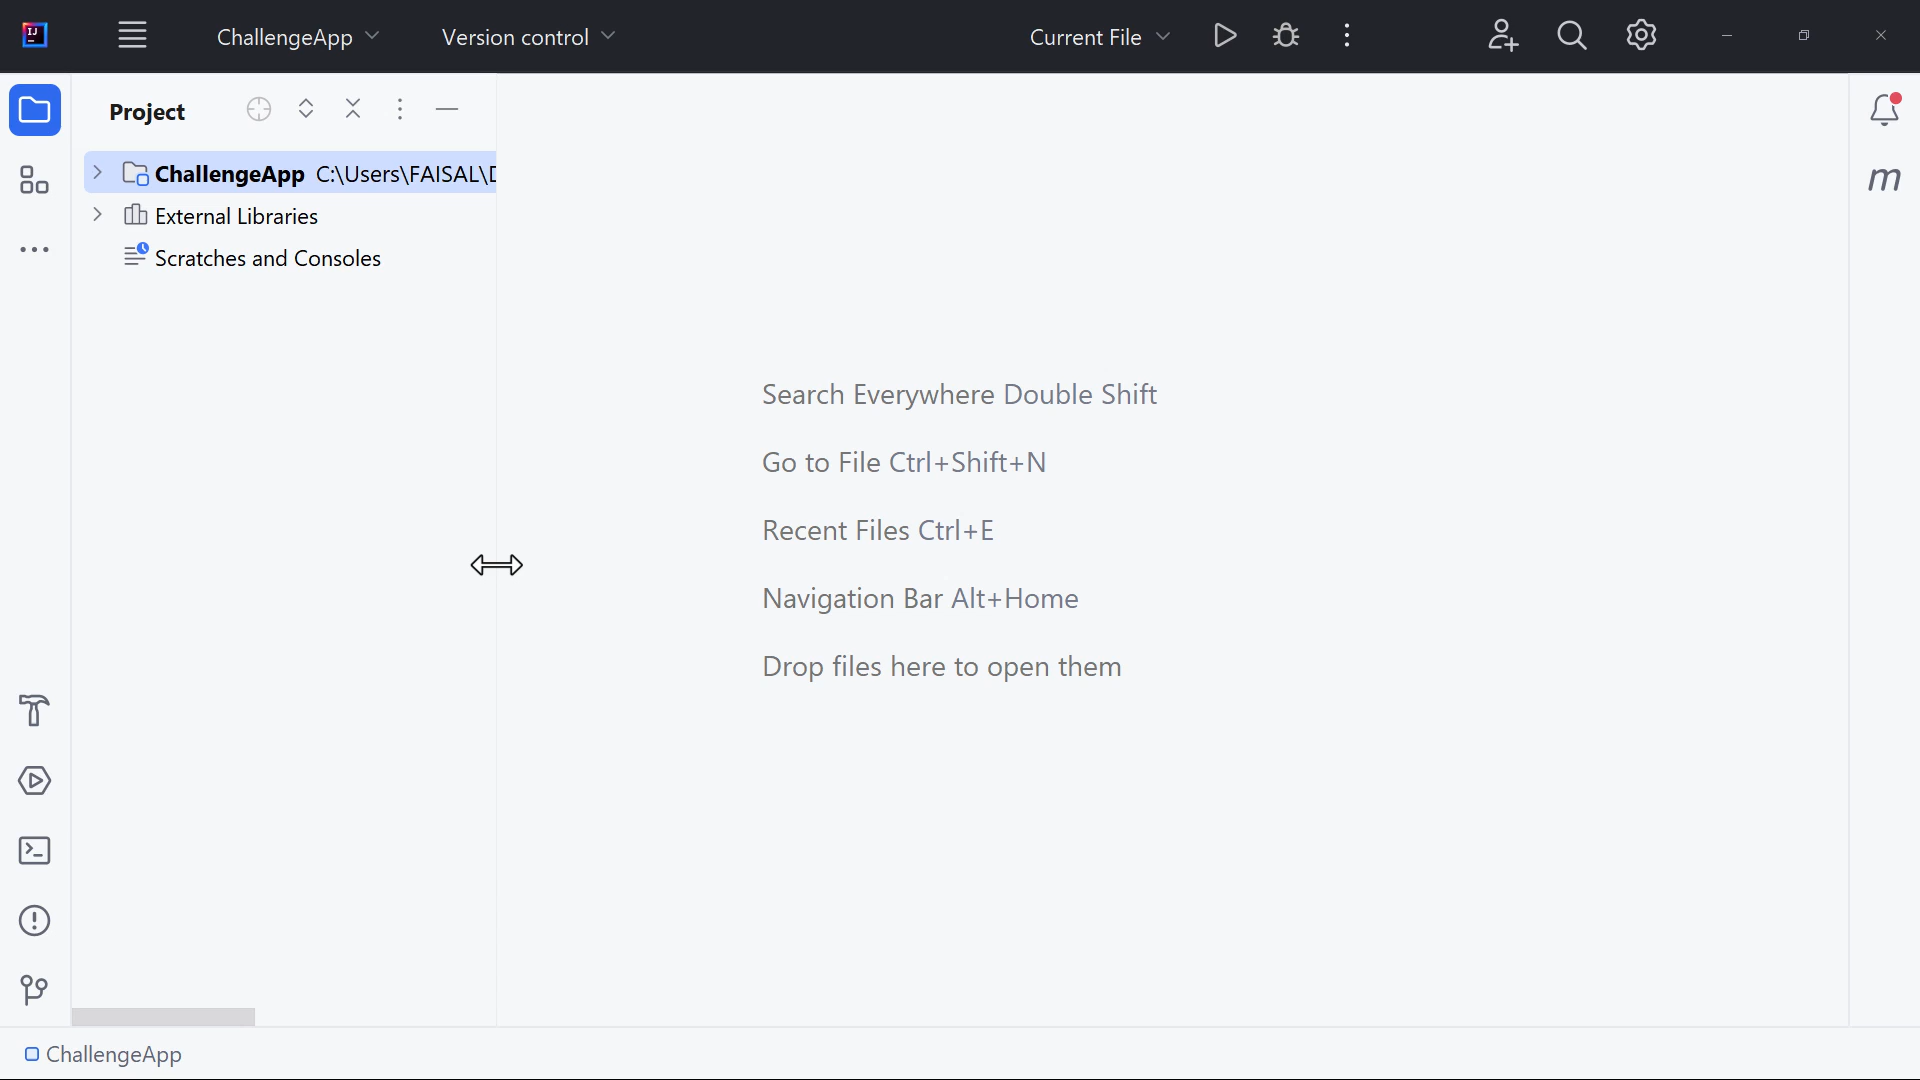 IJ
ChallengeApp
Version control
Current File
Project
ChallengeApp C:\Users\FAISAL\D
External Libraries
Scratches and Consoles
m
Search Everywhere Double Shift
Go to File Ctrl+Shift+N
Recent Files Ctrl+E
Navigation Bar Alt+Home
Drop files here to open them
ChallengeApp